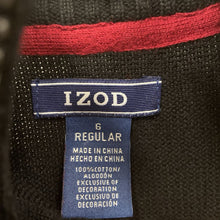 IZOD
6
REGULAR
MADE IN CHINA
HECHO EN CHINA
100% COTTON/
ALGODÓN
EXCLUSIVE OF
DECORATION
EXCLUSIVO DE
DECORACIÓN